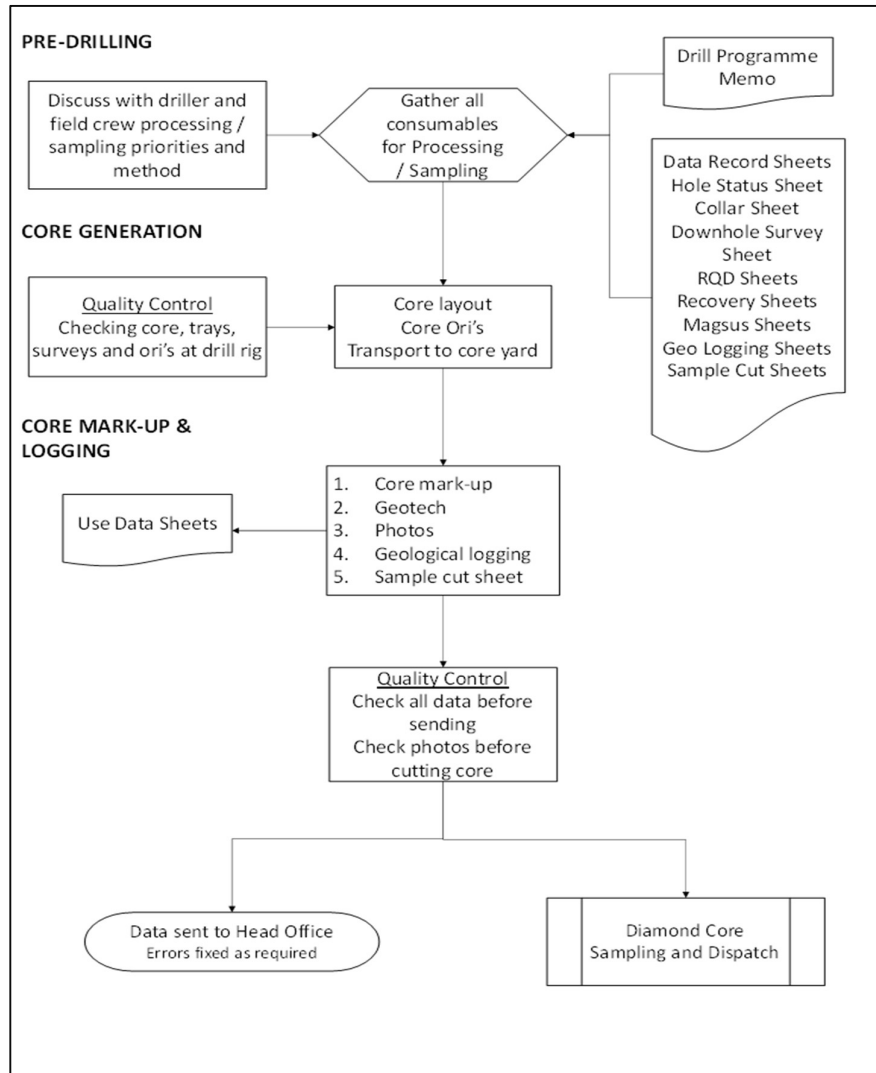 PRE-DRILLING
Discuss with driller and
field crew processing /
sampling priorities and
method
Gather all
consumables
for Processing
/ Sampling
Drill Programme
Memo
Data Record Sheets
Hole Status Sheet
Collar Sheet
Downhole Survey
Sheet
RQD Sheets
Recovery Sheets
Magsus Sheets
Geo Logging Sheets
Sample Cut Sheets
CORE GENERATION
Quality Control
Checking core, trays,
surveys and ori's at drill rig
Core layout
Core Ori's
Transport to core yard
CORE MARK-UP &
LOGGING
Use Data Sheets
1. Core mark-up
2. Geotech
3. Photos
4. Geological logging
5. Sample cut sheet
Quality Control
Check all data before
sending
Check photos before
cutting core
Data sent to Head Office
Errors fixed as required
Diamond Core
Sampling and Dispatch